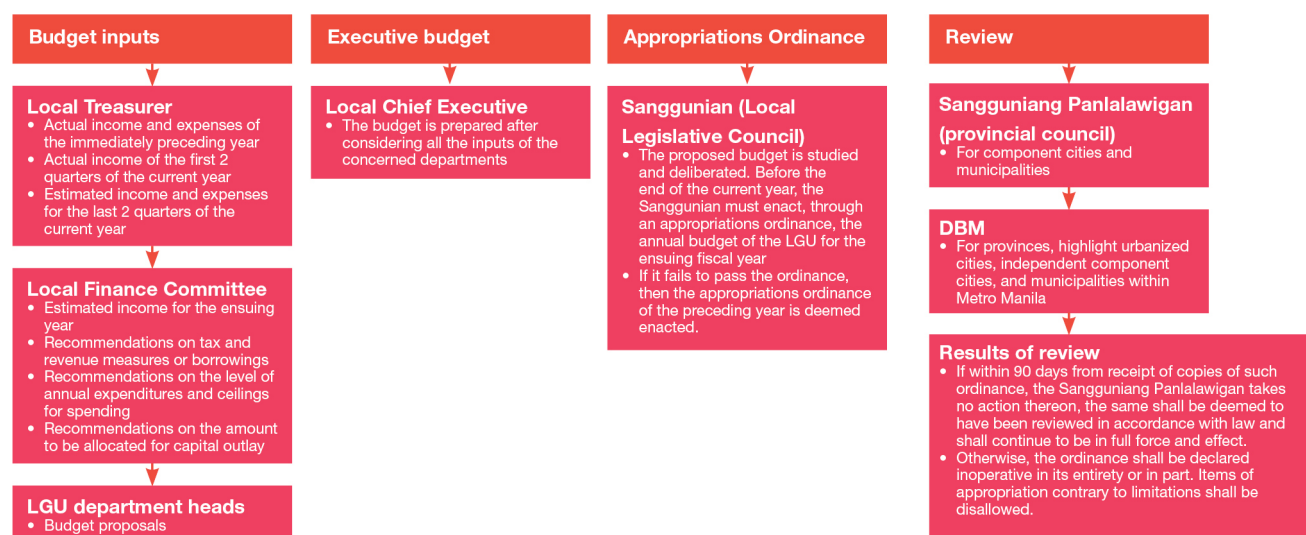 Budget inputs
Local Treasurer
• Actual income and expenses of
the immediately preceding year
• Actual income of the first 2
quarters of the current year
• Estimated income and expenses
for the last 2 quarters of the
current year
Local Finance Committee
• Estimated income for the ensuing
year
• Recommendations on tax and
revenue measures or borrowings
• Recommendations on the level of
annual expenditures and ceilings
for spending
• Recommendations on the amount
to be allocated for capital outlay
LGU department heads
• Budget proposals
Executive budget
Local Chief Executive
• The budget is prepared after
considering all the inputs of the
concerned departments
Appropriations Ordinance
Sanggunian (Local
Legislative Council)
• The proposed budget is studied
and deliberated. Before the
end of the current year, the
Sanggunian must enact, through
an appropriations ordinance, the
annual budget of the LGU for the
ensuing fiscal year
• If it fails to pass the ordinance,
then the appropriations ordinance
of the preceding year is deemed
enacted.
Review
Sangguniang Panlalawigan
(provincial council)
• For component cities and
municipalities
DBM
• For provinces, highlight urbanized
cities, independent component
cities, and municipalities within
Metro Manila
Results of review
• If within 90 days from receipt of copies of such
ordinance, the Sangguniang Panlalawigan takes
no action thereon, the same shall be deemed to
have been reviewed in accordance with law and
shall continue to be in full force and effect.
• Otherwise, the ordinance shall be declared
inoperative in its entirety or in part. Items of
appropriation contrary to limitations shall be
disallowed.